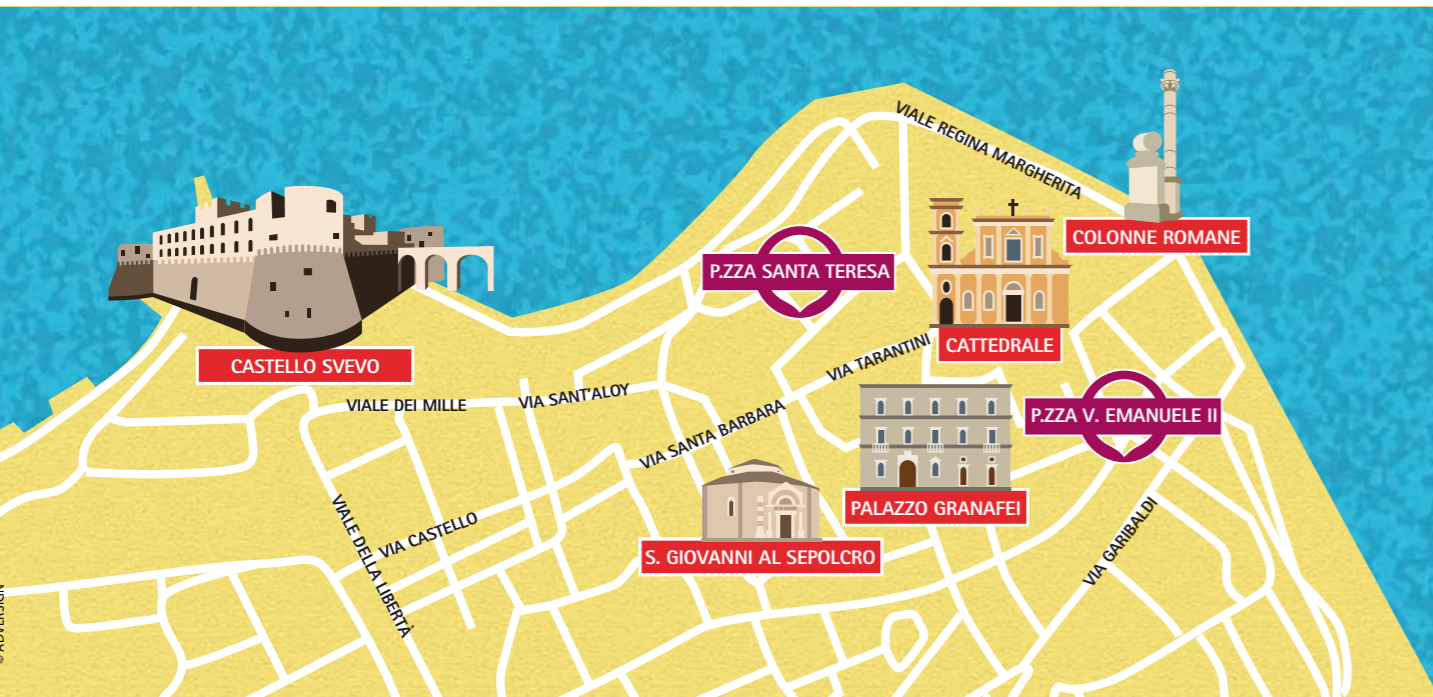 VIALE REGINA MARGHERITA
COLONNE ROMANE
P.ZZA SANTA TERESA
CATTEDRALE
VIA TARANTINI
CASTELLO SVEVO
VIALE DEI MILLE
VIA SANT'ALOY
VIA SANTA BARBARA
P.ZZA V. EMANUELE II
PALAZZO GRANAFEI
VIALE DELLA LIBERTÀ
VIA CASTELLO
S. GIOVANNI AL SEPOLCRO
VIA GARIBALDI
© ADVERSIGN